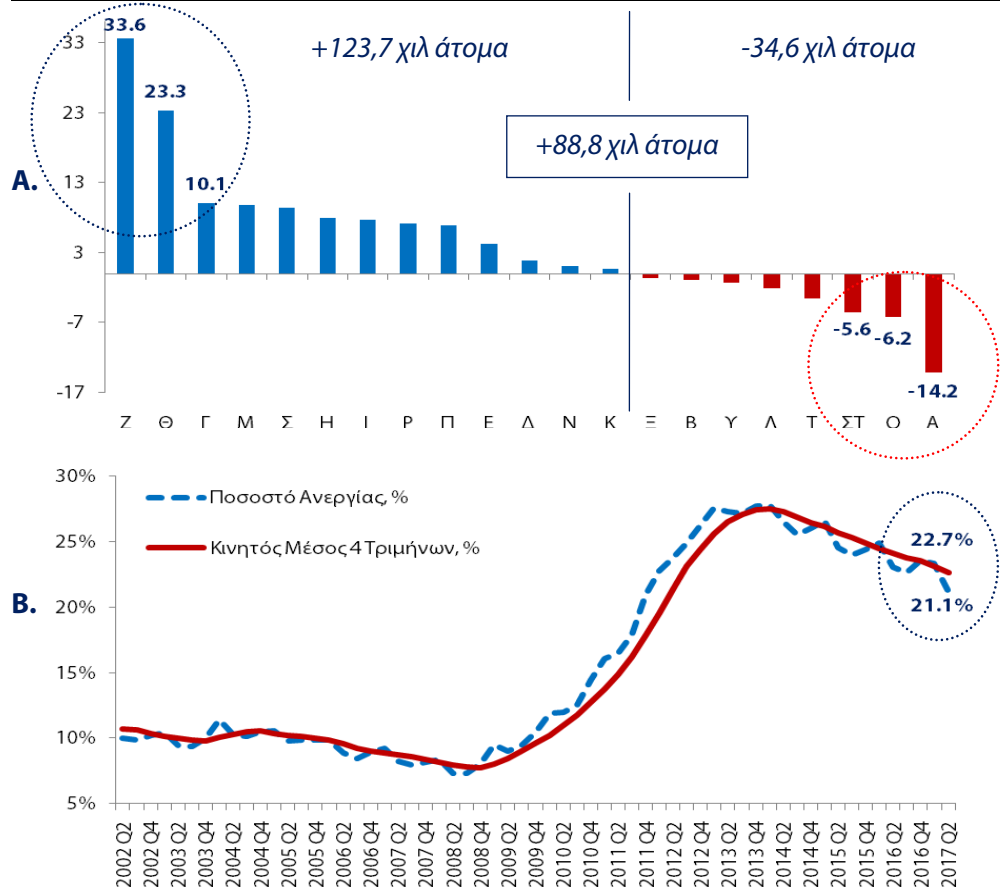 33.6
33
+123,7 χιλ άτομα
-34,6 χιλ άτομα
23.3
23
+88,8 χιλ άτομα
A.
13
10.1
3
-7
-5.6
-6.2
-17
-14.2
Ζ Θ Γ Μ Σ Η Ι Ρ Π Ε Δ Ν Κ Ξ Β Υ Λ Τ ΣΤ Ο Α
30%
Ποσοστό Ανεργίας, %
Κινητός Μέσος 4 Τριμήνων, %
25%
22.7%
B.
20%
21.1%
15%
10%
5%
2002 Q2 2002 Q4 2003 Q2 2003 Q4 2004 Q2 2004 Q4 2005 Q2 2005 Q4 2006 Q2 2006 Q4 2007 Q2 2007 Q4 2008 Q2 2008 Q4 2009 Q2 2009 Q4 2010 Q2 2010 Q4 2011 Q2 2011 Q4 2012 Q2 2012 Q4 2013 Q2 2013 Q4 2014 Q2 2014 Q4 2015 Q2 2015 Q4 2016 Q2 2016 Q4 2017 Q2